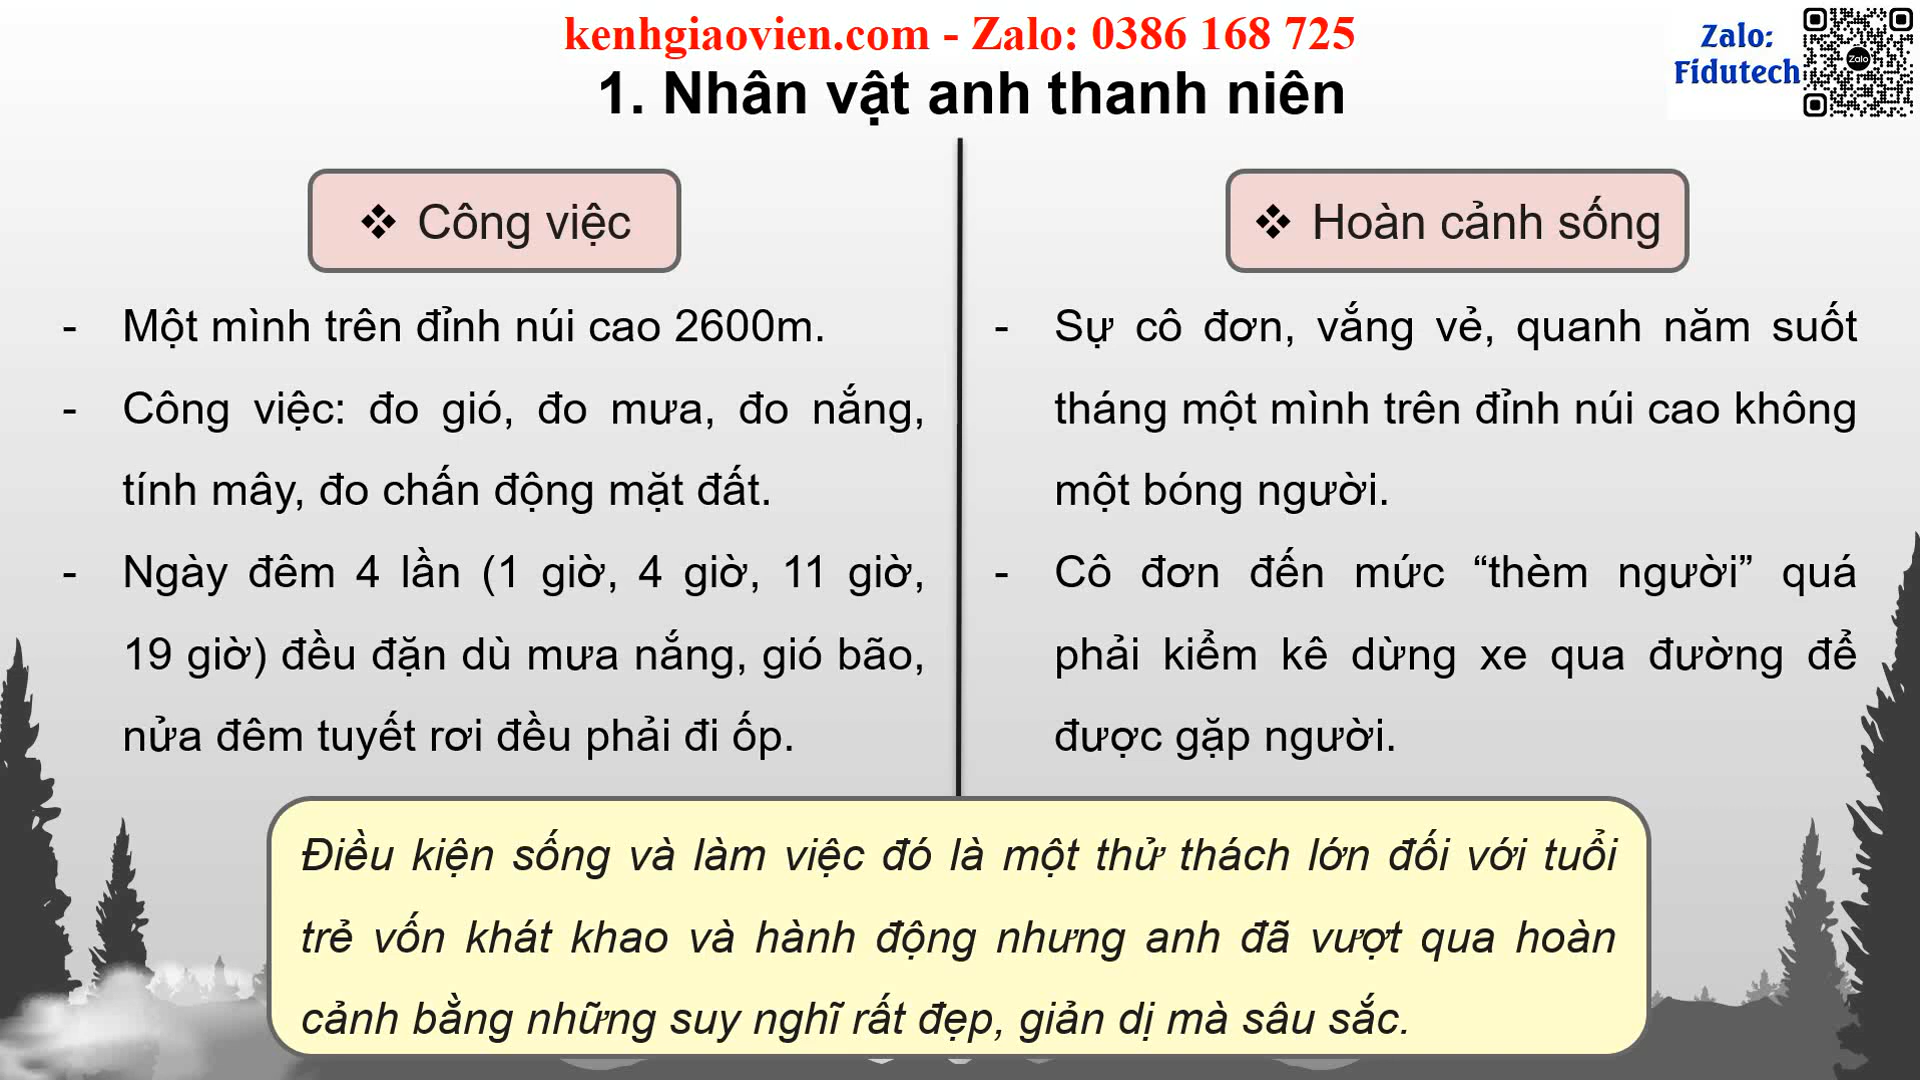 kenhgiaovien.com - Zalo: 0386 168 725
Zalo:
Fidutech
Zalo
1. Nhân vật anh thanh niên
❖ Công việc
- Một mình trên đỉnh núi cao 2600m.
- Công việc: đo gió, đo mưa, đo nắng,
tính mây, đo chấn động mặt đất.
- Ngày đêm 4 lần (1 giờ, 4 giờ, 11 giờ,
19 giờ) đều đặn dù mưa nắng, gió bão,
nửa đêm tuyết rơi đều phải đi ốp.
❖ Hoàn cảnh sống
- Sự cô đơn, vắng vẻ, quanh năm suốt
tháng một mình trên đỉnh núi cao không
một bóng người.
- Cô đơn đến mức “thèm người” quá
phải kiểm kê dừng xe qua đường để
được gặp người.
Điều kiện sống và làm việc đó là một thử thách lớn đối với tuổi
trẻ vốn khát khao và hành động nhưng anh đã vượt qua hoàn
cảnh bằng những suy nghĩ rất đẹp, giản dị mà sâu sắc.